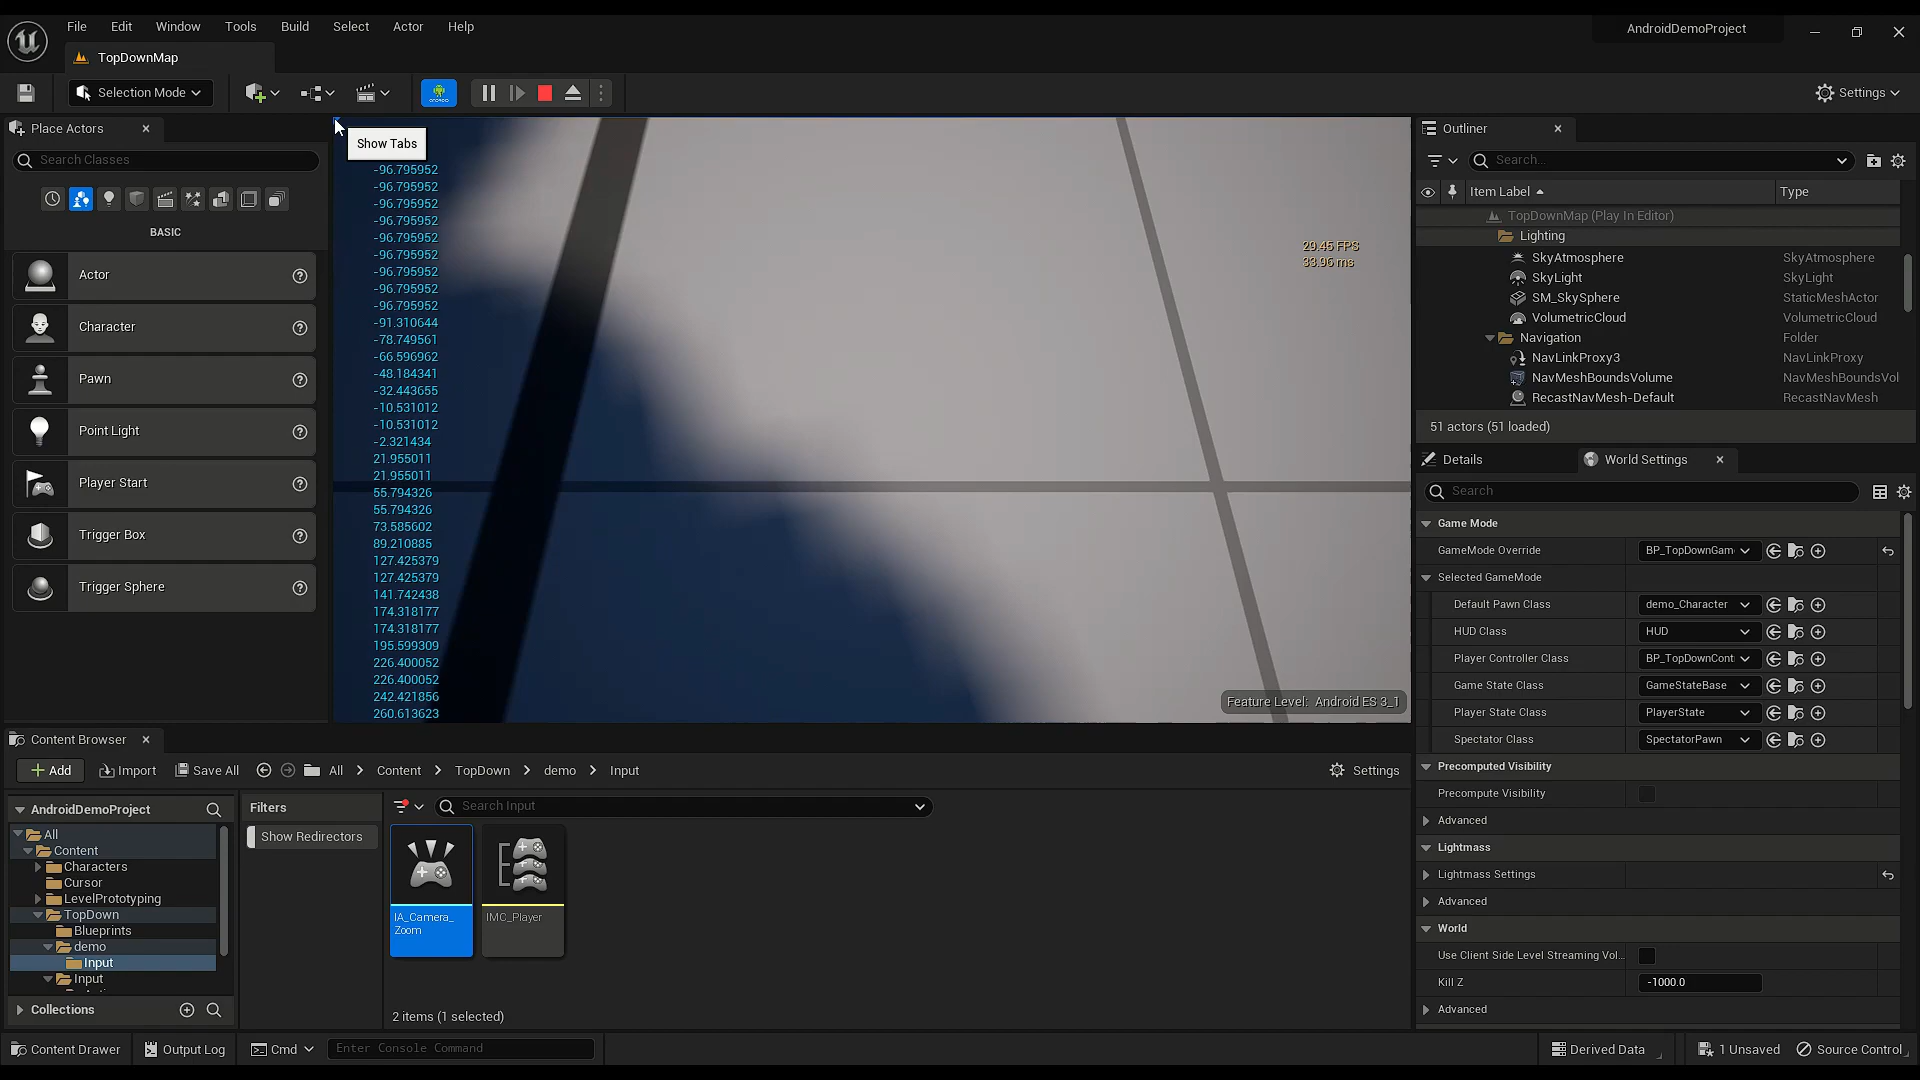 File Edit Window Tools Build Select Actor Help
AndroidDemoProject
TopDownMap
Selection Mode
Settings
Place Actors
Search Classes
BASIC
Actor
Character
Pawn
Point Light
Player Start
Trigger Box
Trigger Sphere
Show Tabs
-96.795952
-96.795952
-96.795952
-96.795952
-96.795952
-96.795952
-96.795952
-96.795952
-96.795952
-91.310644
-78.749561
-66.596962
-48.184341
-32.443655
-10.531012
-10.531012
-2.321434
21.955011
21.955011
55.794326
55.794326
73.585602
89.210885
127.425379
127.425379
141.742438
174.318177
174.318177
195.599309
226.400052
226.400052
242.421856
260.613623
29.45 FPS
33.96 ms
Feature Level: Android ES 3_1
Outliner
Search...
Item Label Type
TopDownMap (Play In Editor)
Lighting
SkyAtmosphere SkyAtmosphere
SkyLight SkyLight
SM_SkySphere StaticMeshActor
VolumetricCloud VolumetricCloud
Navigation Folder
NavLinkProxy3 NavLinkProxy
NavMeshBoundsVolume NavMeshBoundsVol
RecastNavMesh-Default RecastNavMesh
51 actors (51 loaded)
Details
World Settings
Search
Game Mode
GameMode Override BP_TopDownGam
Selected GameMode
Default Pawn Class demo_Character
HUD Class HUD
Player Controller Class BP_TopDownCont
Game State Class GameStateBase
Player State Class PlayerState
Spectator Class SpectatorPawn
Precomputed Visibility
Precompute Visibility
Advanced
Lightmass
Lightmass Settings
Advanced
World
Use Client Side Level Streaming Vol...
Kill Z -1000.0
Advanced
Content Browser
Add Import Save All All Content TopDown demo Input Settings
AndroidDemoProject
All
Content
Characters
Cursor
LevelPrototyping
TopDown
Blueprints
demo
Input
Input
Collections
Filters
Show Redirectors
Search Input
IA_Camera_
Zoom
IMC_Player
2 items (1 selected)
Content Drawer Output Log Cmd Enter Console Command Derived Data 1 Unsaved Source Control